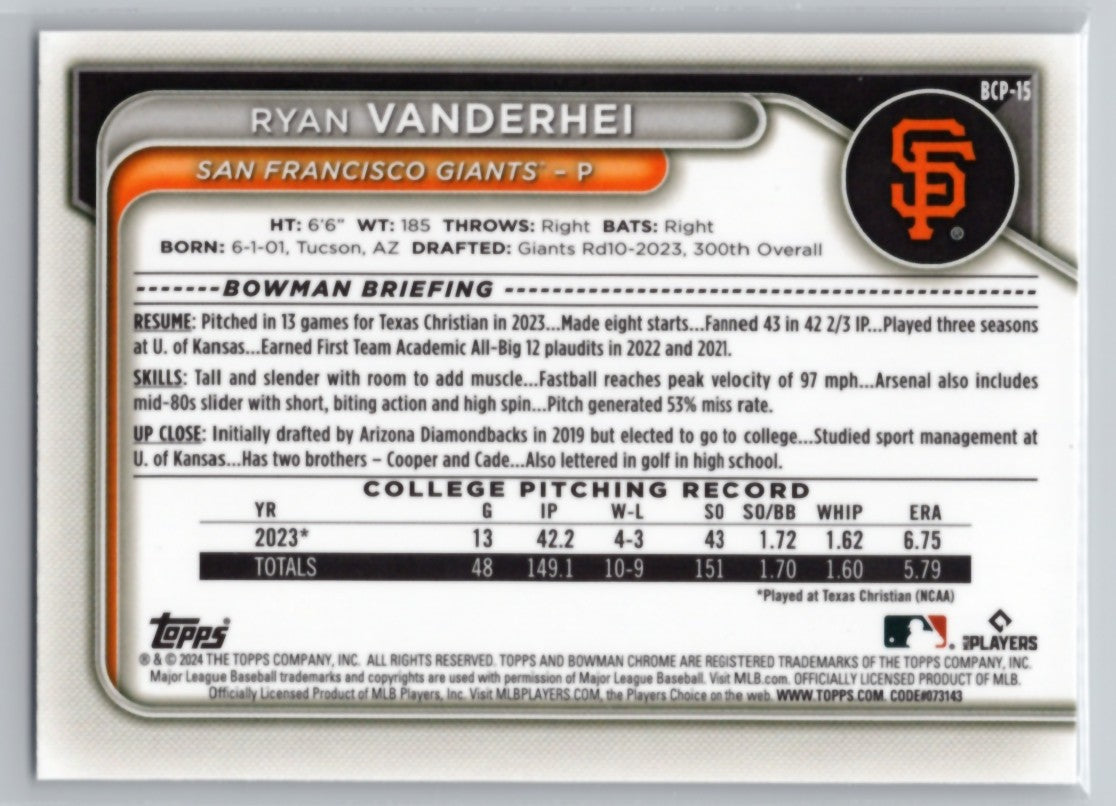 BCP-15
RYAN VANDERHEI
SAN FRANCISCO GIANTS™ – P
SF®
HT: 6'6" WT: 185 THROWS: Right BATS: Right
BORN: 6-1-01, Tucson, AZ DRAFTED: Giants Rd10-2023, 300th Overall
BOWMAN BRIEFING
RESUME: Pitched in 13 games for Texas Christian in 2023...Made eight starts...Fanned 43 in 42 2/3 IP...Played three seasons
at U. of Kansas...Earned First Team Academic All-Big 12 plaudits in 2022 and 2021.
SKILLS: Tall and slender with room to add muscle...Fastball reaches peak velocity of 97 mph...Arsenal also includes
mid-80s slider with short, biting action and high spin...Pitch generated 53% miss rate.
UP CLOSE: Initially drafted by Arizona Diamondbacks in 2019 but elected to go to college...Studied sport management at
U. of Kansas...Has two brothers – Cooper and Cade...Also lettered in golf in high school.
COLLEGE PITCHING RECORD
YR G IP W-L SO SO/BB WHIP ERA
2023* 13 42.2 4-3 43 1.72 1.62 6.75
TOTALS 48 149.1 10-9 151 1.70 1.60 5.79
*Played at Texas Christian (NCAA)
Topps® PLAYERS
® & © 2024 THE TOPPS COMPANY, INC. ALL RIGHTS RESERVED. TOPPS AND BOWMAN CHROME ARE REGISTERED TRADEMARKS OF THE TOPPS COMPANY, INC.
Major League Baseball trademarks and copyrights are used with permission of Major League Baseball. Visit MLB.com. OFFICIALLY LICENSED PRODUCT OF MLB.
Officially Licensed Product of MLB Players, Inc. Visit MLBPLAYERS.COM, the Players Choice on the web. WWW.TOPPS.COM. CODE#073143